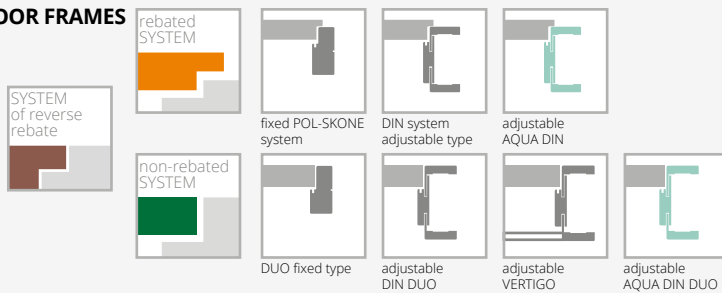 OOR FRAMES
rebated
SYSTEM
fixed POL-SKONE
system
DIN system
adjustable type
adjustable
AQUA DIN
SYSTEM
of reverse
rebate
non-rebated
SYSTEM
DUO fixed type
adjustable
DIN DUO
adjustable
VERTIGO
adjustable
AQUA DIN DUO